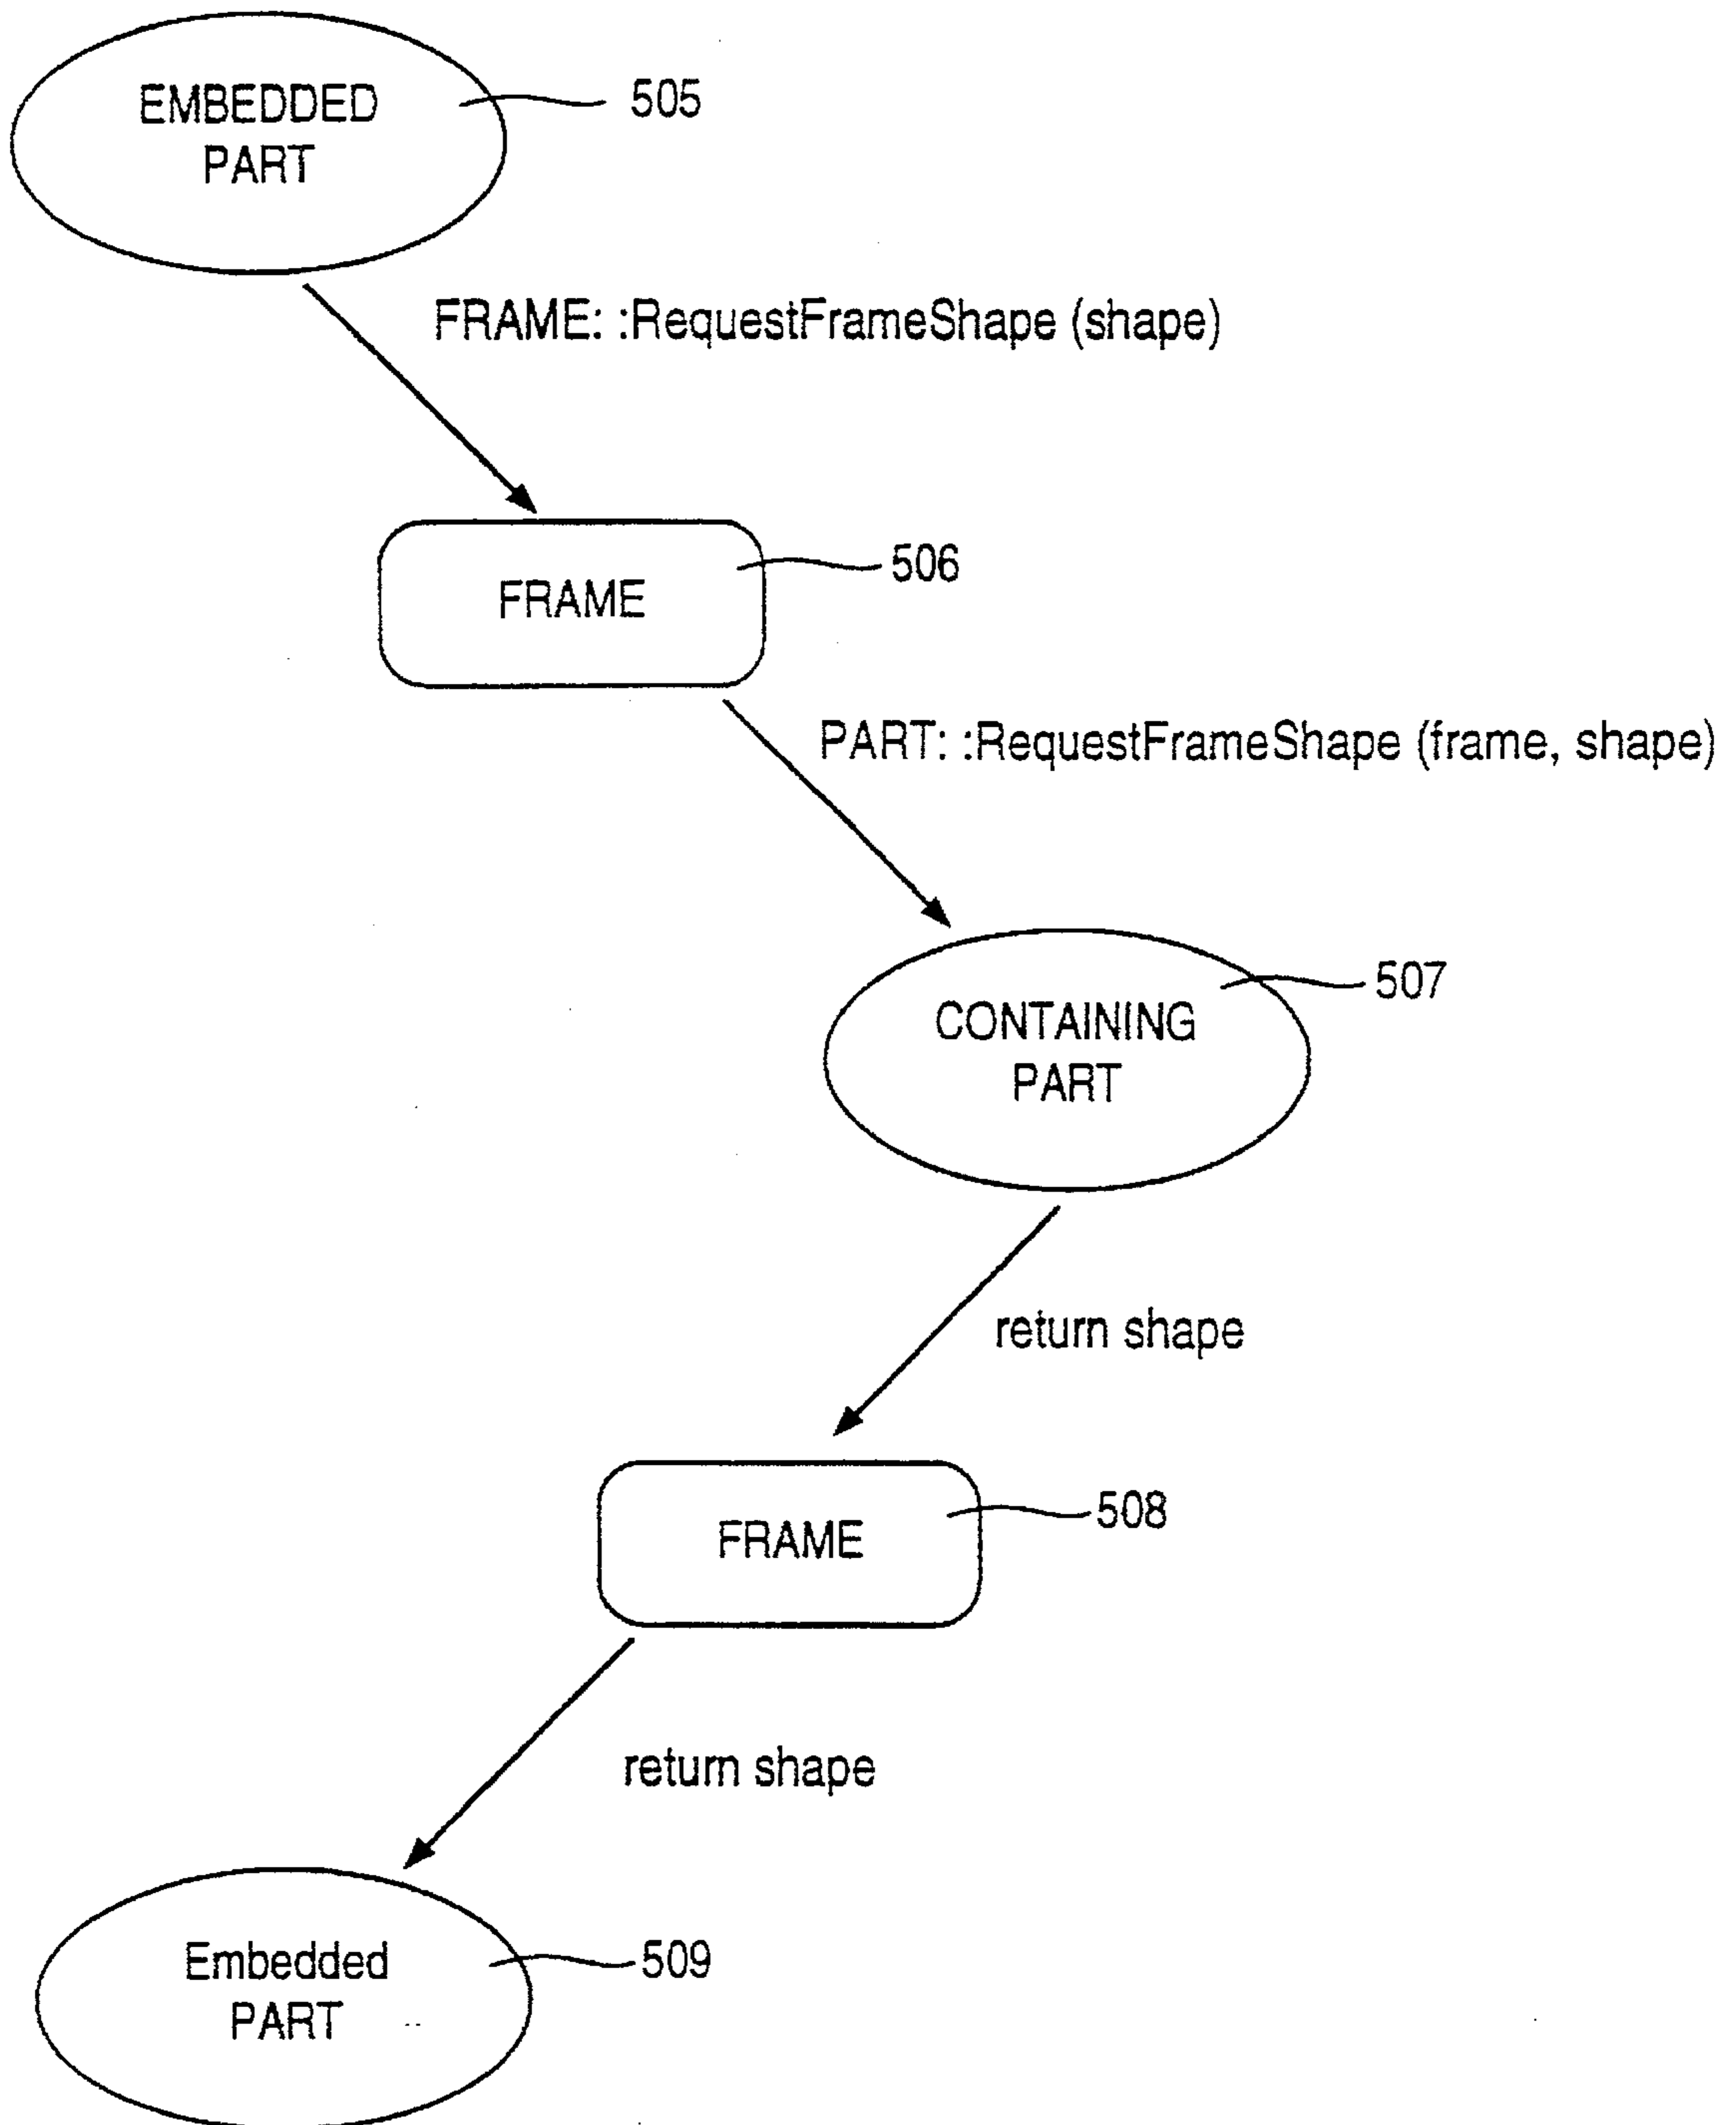 EMBEDDED
PART
505
FRAME: :RequestFrameShape (shape)
FRAME
506
PART: :RequestFrameShape (frame, shape)
CONTAINING
PART
507
return shape
FRAME
508
return shape
Embedded
PART
509